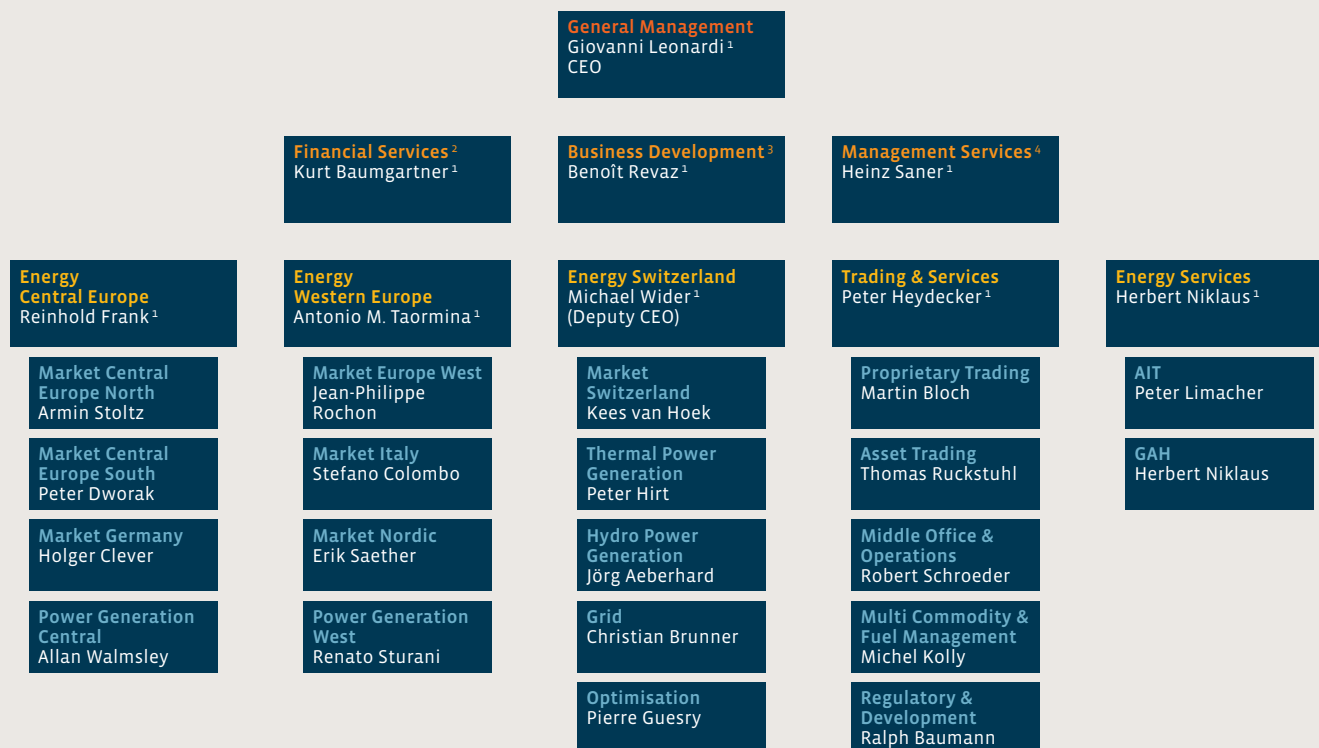 General Management
Giovanni Leonardi ¹
CEO
Financial Services ²
Kurt Baumgartner ¹
Business Development ³
Benoît Revaz ¹
Management Services ⁴
Heinz Saner ¹
Energy
Central Europe
Reinhold Frank ¹
Energy
Western Europe
Antonio M. Taormina ¹
Energy Switzerland
Michael Wider ¹
(Deputy CEO)
Trading & Services
Peter Heydecker ¹
Energy Services
Herbert Niklaus ¹
Market Central
Europe North
Armin Stoltz
Market Central
Europe South
Peter Dworak
Market Germany
Holger Clever
Power Generation
Central
Allan Walmsley
Market Europe West
Jean-Philippe
Rochon
Market Italy
Stefano Colombo
Market Nordic
Erik Saether
Power Generation
West
Renato Sturani
Market
Switzerland
Kees van Hoek
Thermal Power
Generation
Peter Hirt
Hydro Power
Generation
Jörg Aeberhard
Grid
Christian Brunner
Optimisation
Pierre Guesry
Proprietary Trading
Martin Bloch
Asset Trading
Thomas Ruckstuhl
Middle Office &
Operations
Robert Schroeder
Multi Commodity &
Fuel Management
Michel Kolly
Regulatory &
Development
Ralph Baumann
AIT
Peter Limacher
GAH
Herbert Niklaus